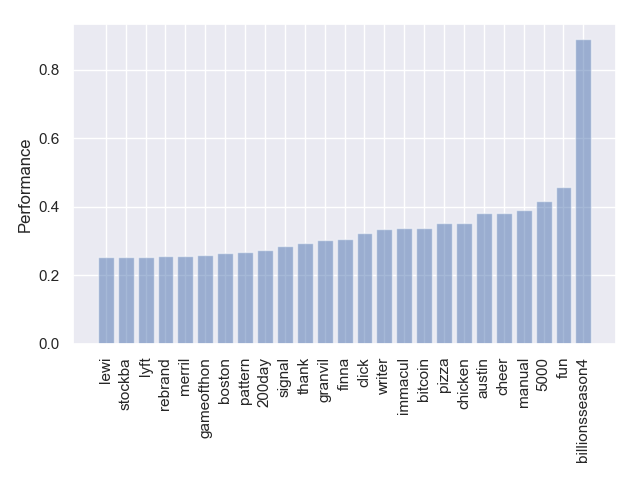 0.8
0.6
0.4
0.2
0.0
Performance
lewi
stockba
lyft
rebrand
merril
gameofthon
boston
pattern
200day
signal
thank
granvil
finna
click
writer
immacul
bitcoin
pizza
chicken
austin
cheer
manual
5000
fun
billionsseason4